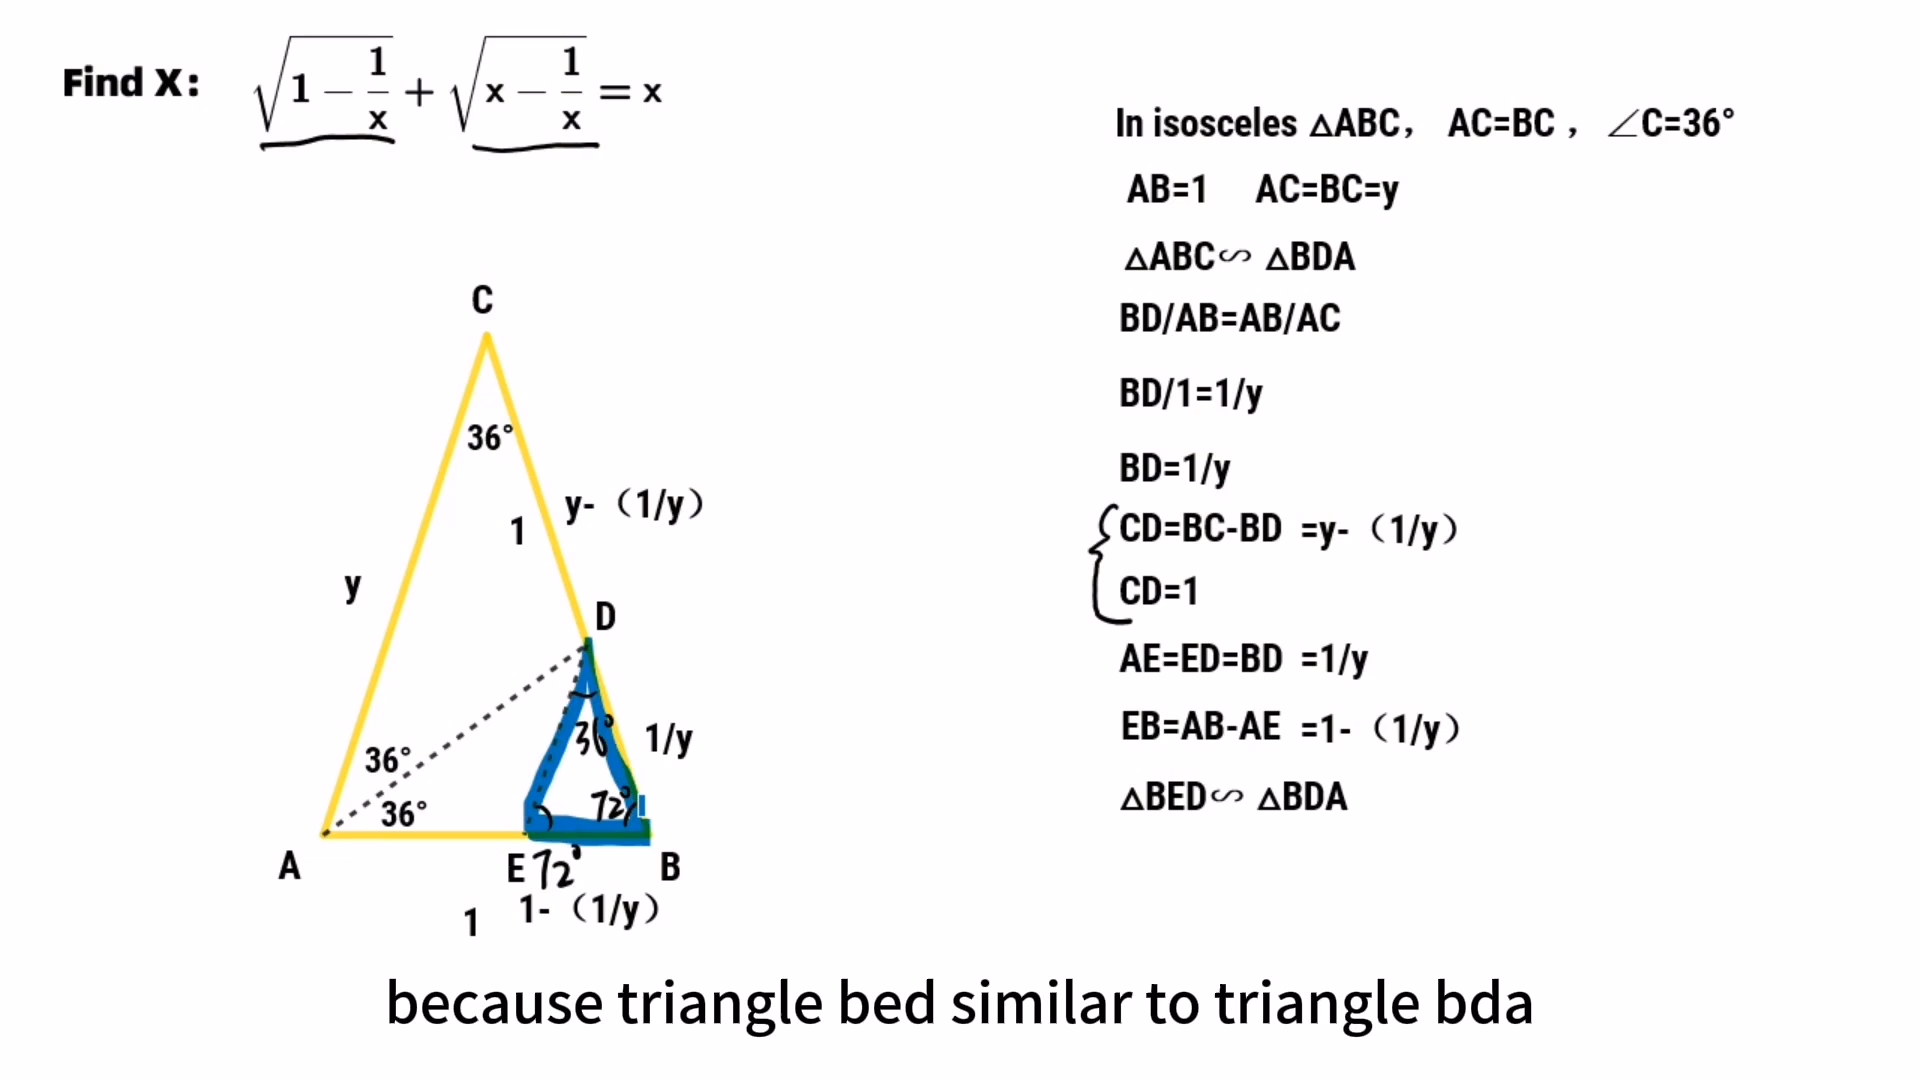 Find X: √(1 − 1/x) + √(x − 1/x) = x
In isosceles △ABC, AC=BC, ∠C=36°
AB=1 AC=BC=y
△ABC∽ △BDA
BD/AB=AB/AC
BD/1=1/y
BD=1/y
CD=BC-BD =y-（1/y）
CD=1
AE=ED=BD =1/y
EB=AB-AE =1-（1/y）
△BED∽ △BDA
C
36°
y-（1/y）
1
y
D
36°
1/y
36°
72°
36°
A
E
72°
B
1
1-（1/y）
because triangle bed similar to triangle bda